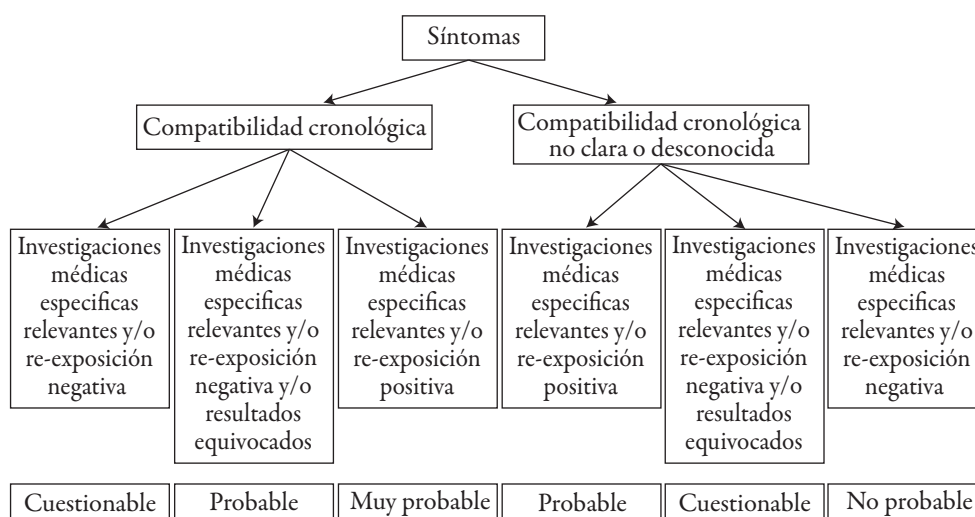 Síntomas
Compatibilidad cronológica
Compatibilidad cronológica
no clara o desconocida
Investigaciones
médicas
especificas
relevantes y/o
re-exposición
negativa
Investigaciones
médicas
especificas
relevantes y/o
re-exposición
negativa y/o
resultados
equivocados
Investigaciones
médicas
especificas
relevantes y/o
re-exposición
positiva
Investigaciones
médicas
especificas
relevantes y/o
re-exposición
positiva
Investigaciones
médicas
especificas
relevantes y/o
re-exposición
negativa y/o
resultados
equivocados
Investigaciones
médicas
especificas
relevantes y/o
re-exposición
negativa
Cuestionable
Probable
Muy probable
Probable
Cuestionable
No probable